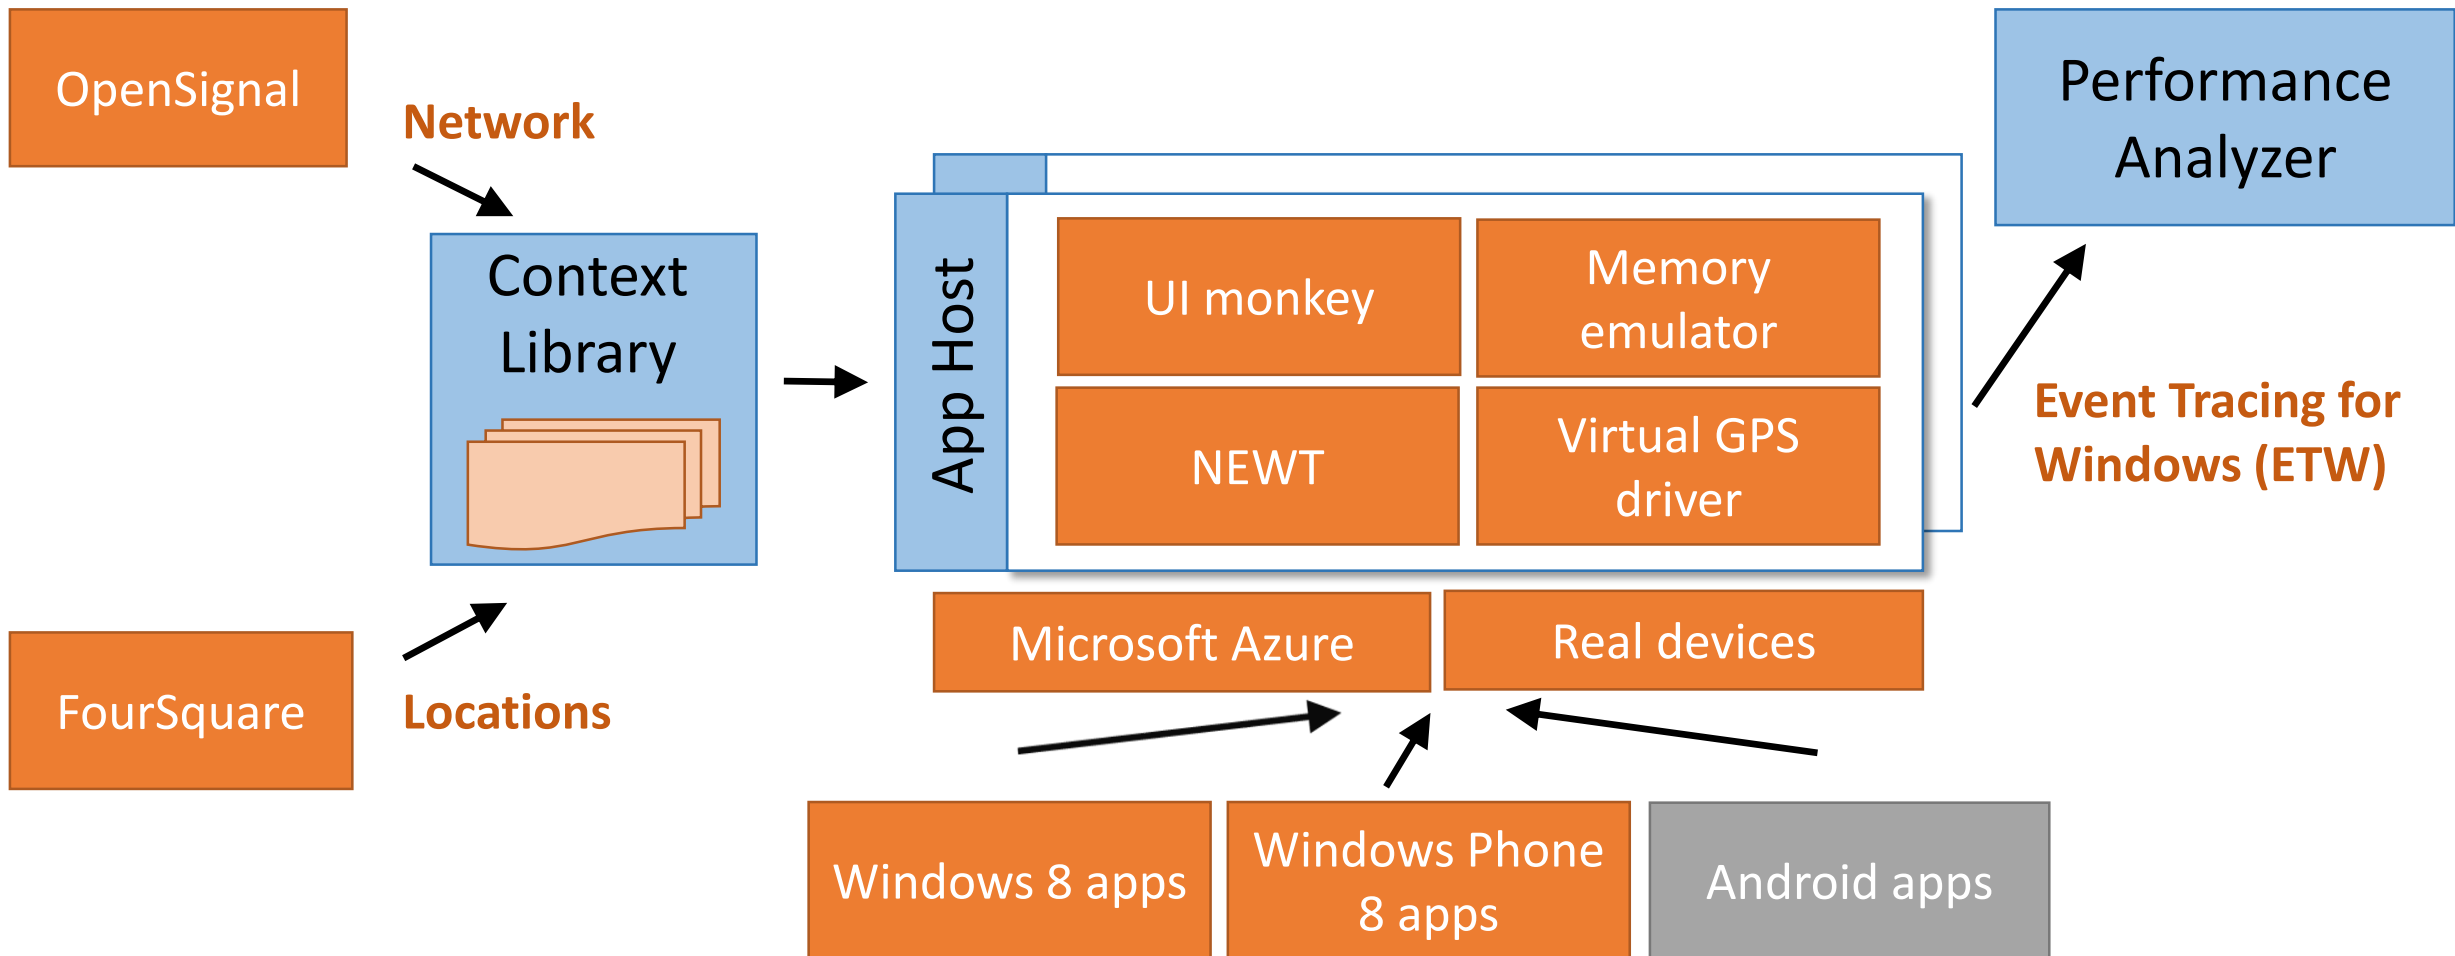 OpenSignal
Network
Performance
Analyzer
Context
Library
App Host
UI monkey
Memory
emulator
NEWT
Virtual GPS
driver
Event Tracing for
Windows (ETW)
Microsoft Azure
Real devices
FourSquare
Locations
Windows 8 apps
Windows Phone
8 apps
Android apps